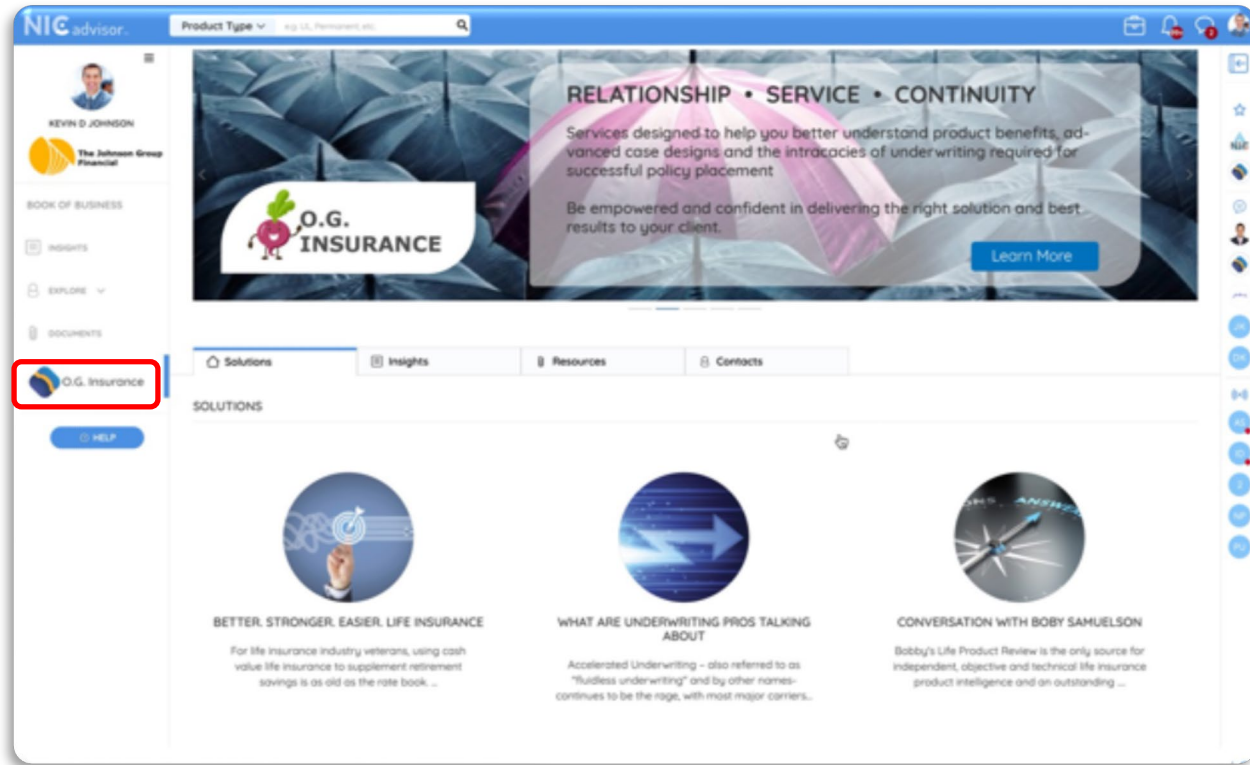 NIC advisor.
Product Type
e.g. UL, Permanent, etc.
KEVIN D JOHNSON
The Johnson Group
Financial
BOOK OF BUSINESS
INSIGHTS
EXPLORE
DOCUMENTS
O.G. Insurance
HELP
RELATIONSHIP • SERVICE • CONTINUITY
Services designed to help you better understand product benefits, ad-
vanced case designs and the intracacies of underwriting required for
successful policy placement
Be empowered and confident in delivering the right solution and best
results to your client.
Learn More
O.G.
INSURANCE
Solutions
Insights
Resources
Contacts
SOLUTIONS
ANSWE
BETTER. STRONGER. EASIER. LIFE INSURANCE
For life insurance industry veterans, using cash
value life insurance to supplement retirement
savings is as old as the rate book. ...
WHAT ARE UNDERWRITING PROS TALKING
ABOUT
Accelerated Underwriting – also referred to as
"fluidless underwriting" and by other names-
continues to be the rage, with most major carriers...
CONVERSATION WITH BOBY SAMUELSON
Bobby's Life Product Review is the only source for
independent, objective and technical life insurance
product intelligence and an outstanding ...
JK
DX
AS
ID
2
NP
PU